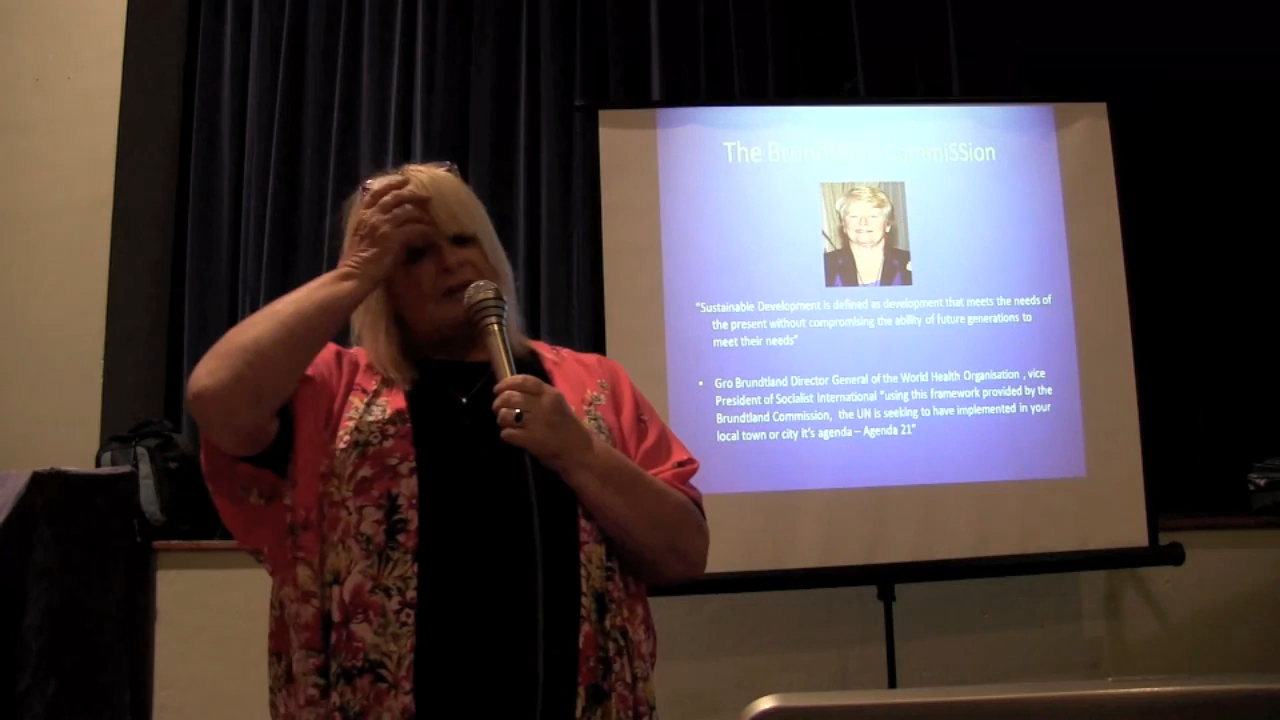 The Brundtland CommiSSion
"Sustainable Development is defined as development that meets the needs of
the present without compromising the ability of future generations to
meet their needs"
• Gro Brundtland Director General of the World Health Organisation , vice
President of Socialist International "using this framework provided by the
Brundtland Commission, the UN is seeking to have implemented in your
local town or city it's agenda – Agenda 21"